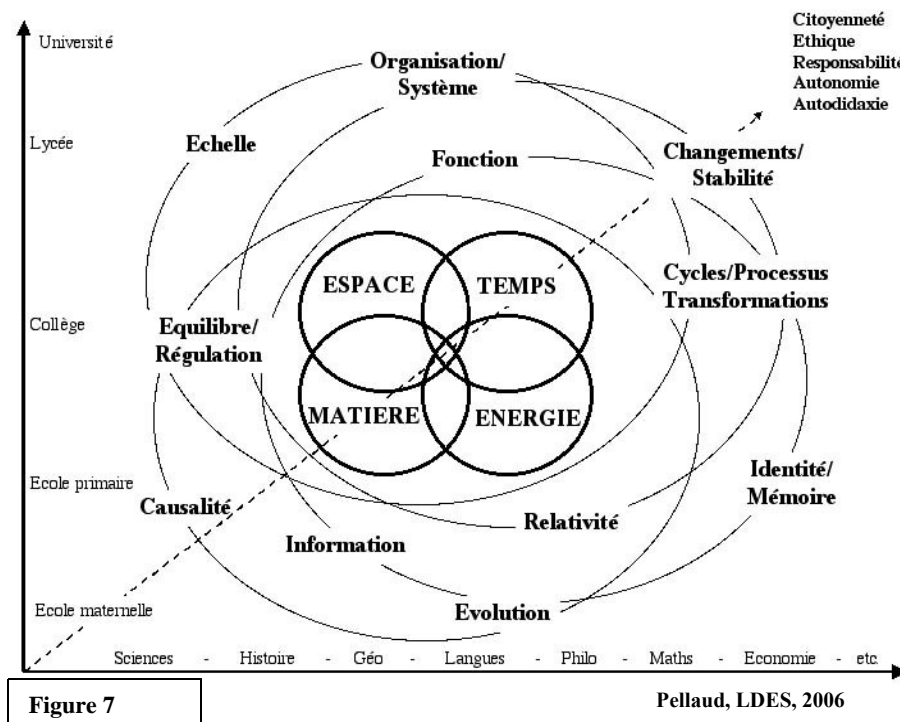 Citoyenneté
Ethique
Responsabilité
Autonomie
Autodidaxie
Université
Organisation/
Système
Lycée
Echelle
Fonction
Changements/
Stabilité
ESPACE
TEMPS
Cycles/Processus
Transformations
Collège
Equilibre/
Régulation
MATIERE
ENERGIE
Ecole primaire
Identité/
Mémoire
Causalité
Relativité
Information
Ecole maternelle
Evolution
Sciences - Histoire - Géo - Langues - Philo - Maths - Economie - etc.
Figure 7
Pellaud, LDES, 2006